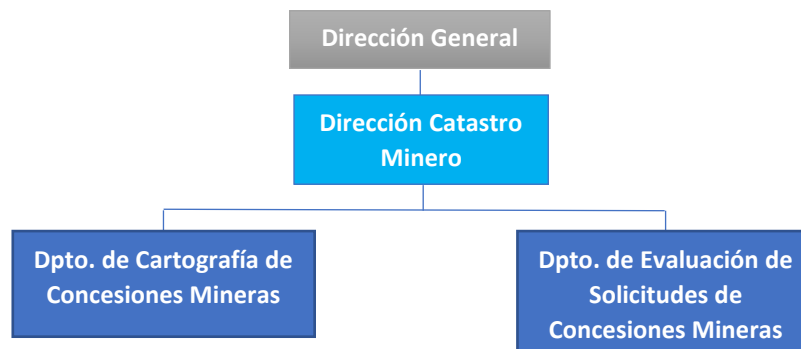 Dirección General
Dirección Catastro
Minero
Dpto. de Cartografía de
Concesiones Mineras
Dpto. de Evaluación de
Solicitudes de
Concesiones Mineras